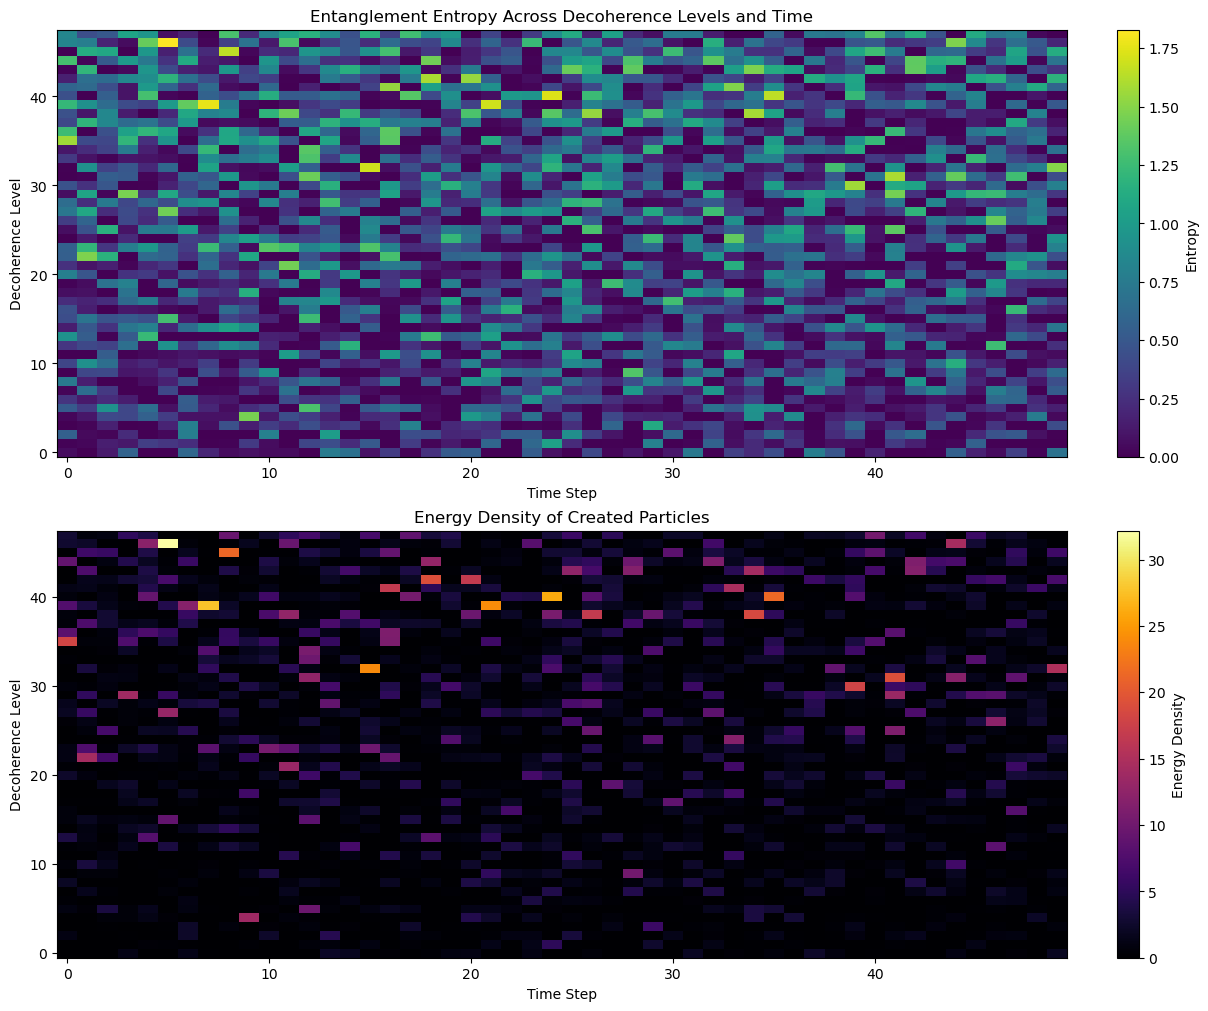 Entanglement Entropy Across Decoherence Levels and Time
40
30
20
10
0
Decoherence Level
0 10 20 30 40
Time Step
1.75
1.50
1.25
1.00
0.75
0.50
0.25
0.00
Entropy
Energy Density of Created Particles
40
30
20
10
0
Decoherence Level
0 10 20 30 40
Time Step
30
25
20
15
10
5
0
Energy Density